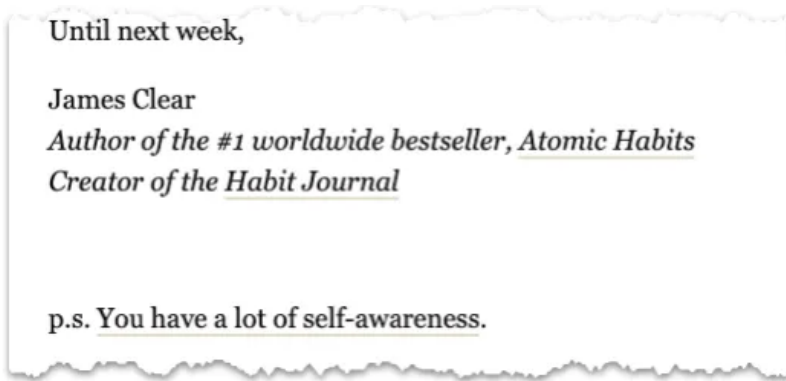 Until next week,
James Clear
Author of the #1 worldwide bestseller, Atomic Habits
Creator of the Habit Journal
p.s. You have a lot of self-awareness.